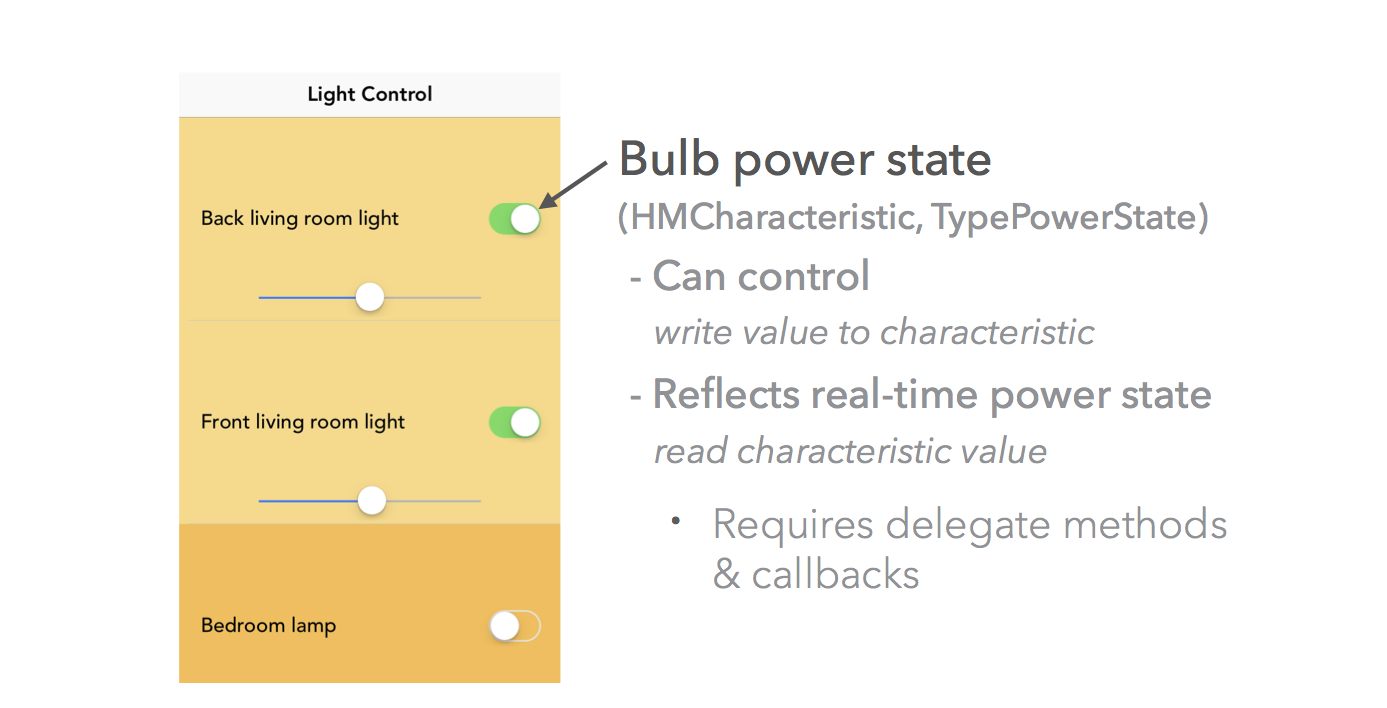 Light Control
Back living room light
Front living room light
Bedroom lamp
Bulb power state
(HMCharacteristic, TypePowerState)
- Can control
write value to characteristic
- Reflects real-time power state
read characteristic value
• Requires delegate methods
& callbacks